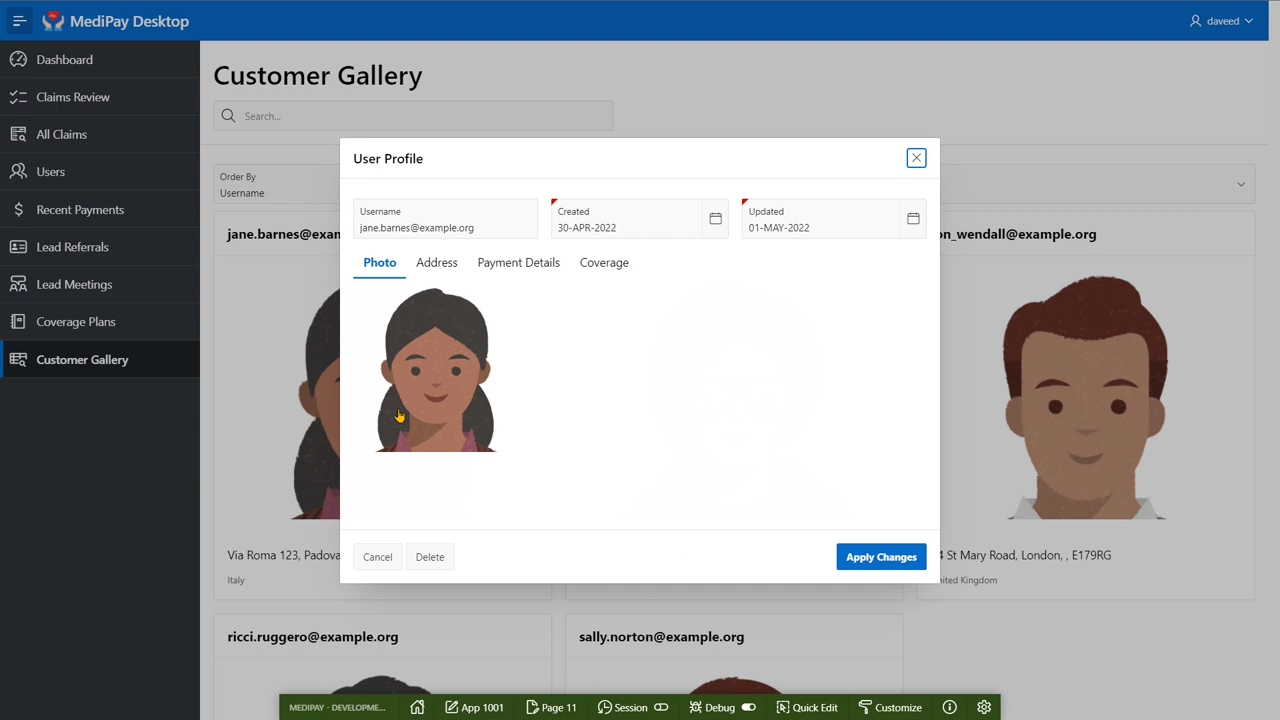 MediPay Desktop
daveed
Dashboard
Claims Review
All Claims
Users
Recent Payments
Lead Referrals
Lead Meetings
Coverage Plans
Customer Gallery
Customer Gallery
Search...
Order By
Username
jane.barnes@exam
on_wendall@example.org
User Profile
Username
jane.barnes@example.org
Created
30-APR-2022
Updated
01-MAY-2022
Photo
Address
Payment Details
Coverage
Cancel
Delete
Apply Changes
Via Roma 123, Padova
Italy
4 St Mary Road, London, , E179RG
nited Kingdom
ricci.ruggero@example.org
sally.norton@example.org
MEDIPAY - DEVELOPME...
App 1001
Page 11
Session
Debug
Quick Edit
Customize